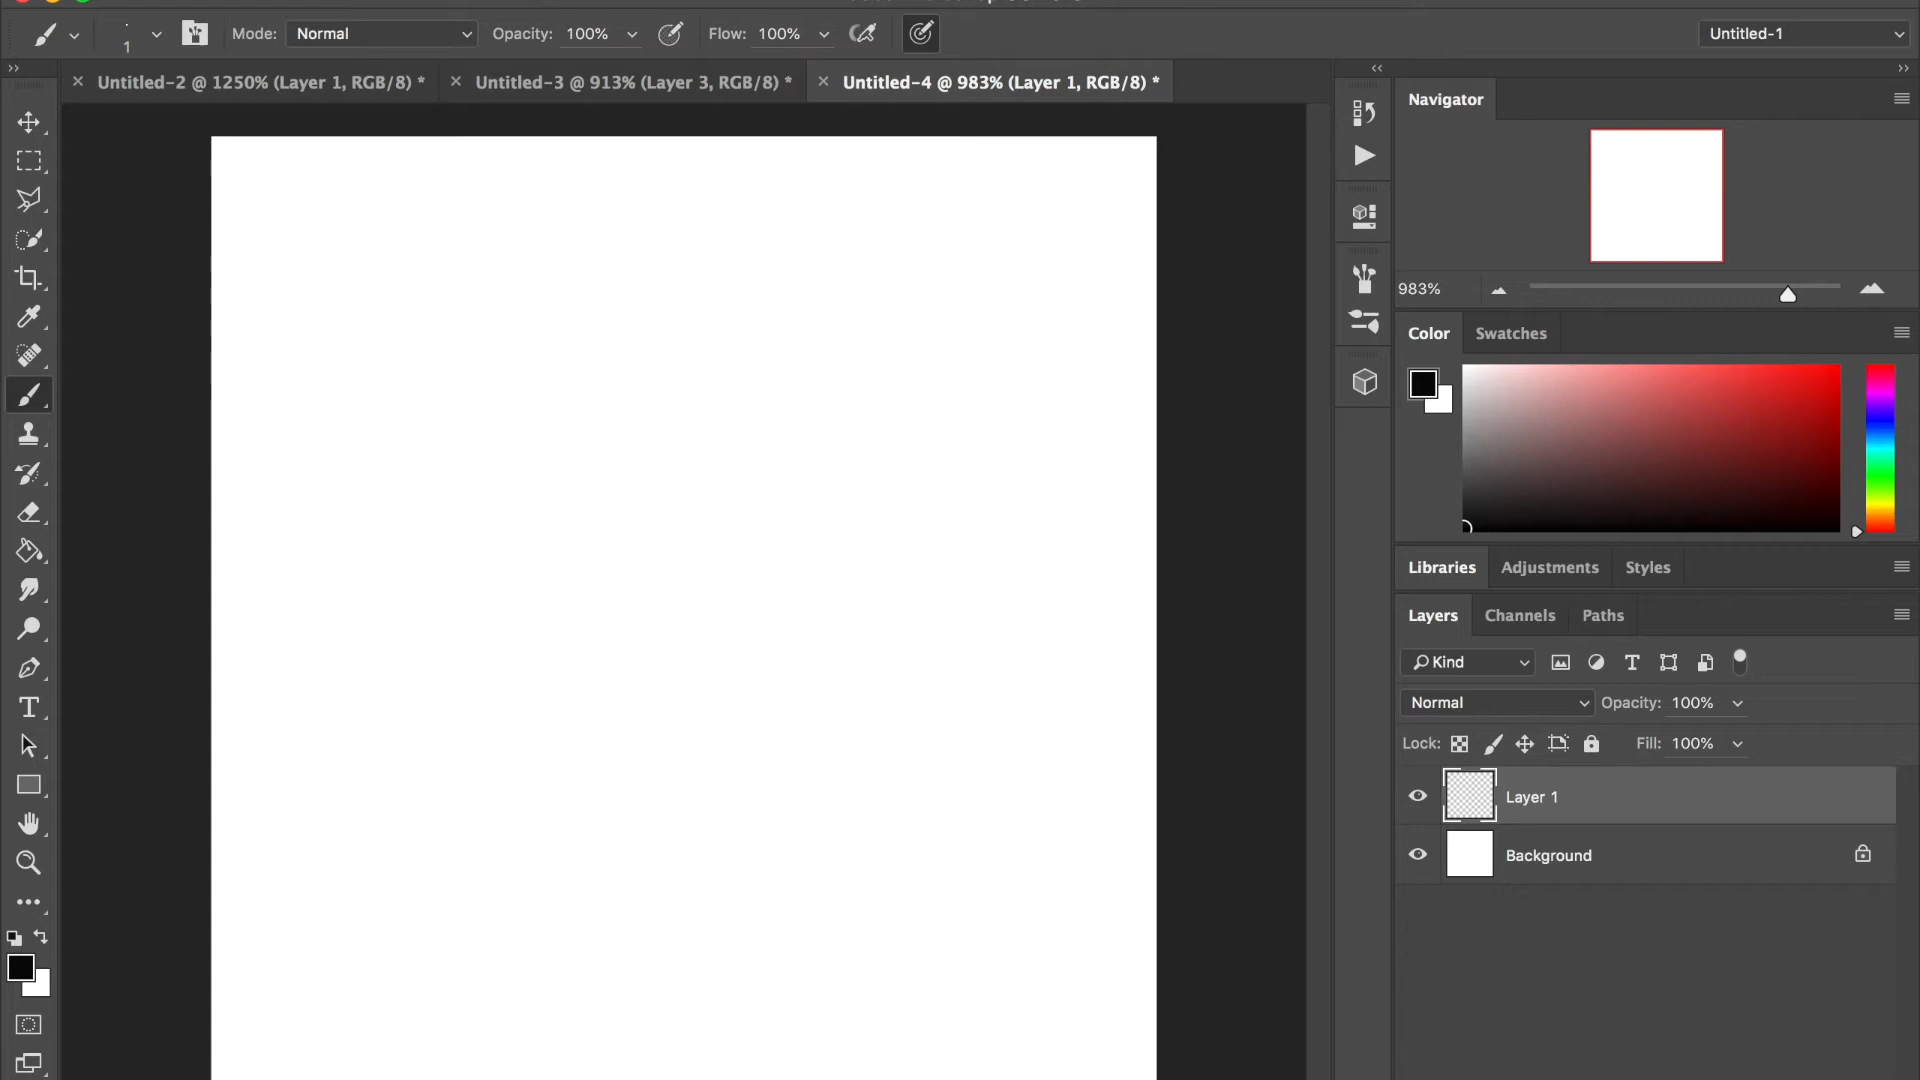 1
Mode: Normal
Opacity: 100%
Flow: 100%
Untitled-1
Untitled-2 @ 1250% (Layer 1, RGB/8) *
Untitled-3 @ 913% (Layer 3, RGB/8) *
Untitled-4 @ 983% (Layer 1, RGB/8) *
Navigator
983%
Color
Swatches
Libraries
Adjustments
Styles
Layers
Channels
Paths
Kind
Normal
Opacity: 100%
Lock:
Fill: 100%
Layer 1
Background